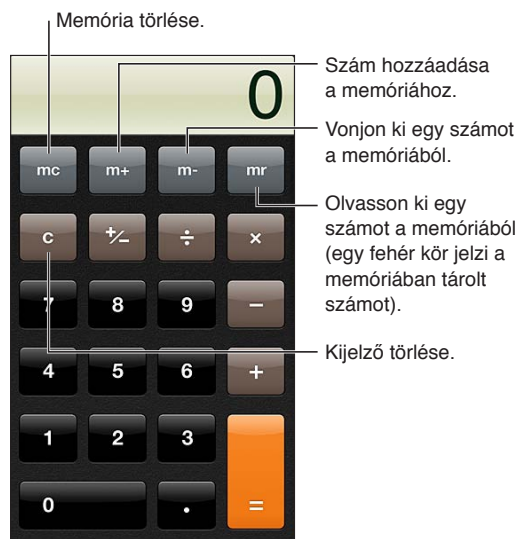 Memória törlése.
Szám hozzáadása
a memóriához.
0
Vonjon ki egy számot
a memóriából.
mc m+ m- mr
Olvasson ki egy
számot a memóriából
(egy fehér kör jelzi a
memóriában tárolt
számot).
c +/− ÷ ×
7 8 9 −
Kijelző törlése.
4 5 6 +
1 2 3
0 . =